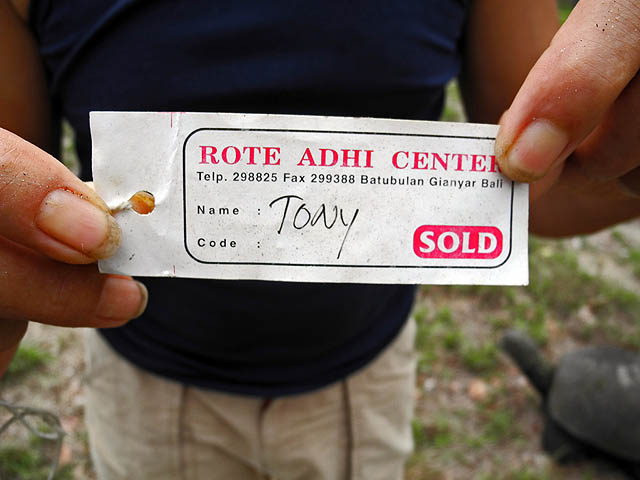 ROTE ADHI CENTER
Telp. 298825 Fax 299388 Batubulan Gianyar Bali
Name : TONY
Code :
SOLD